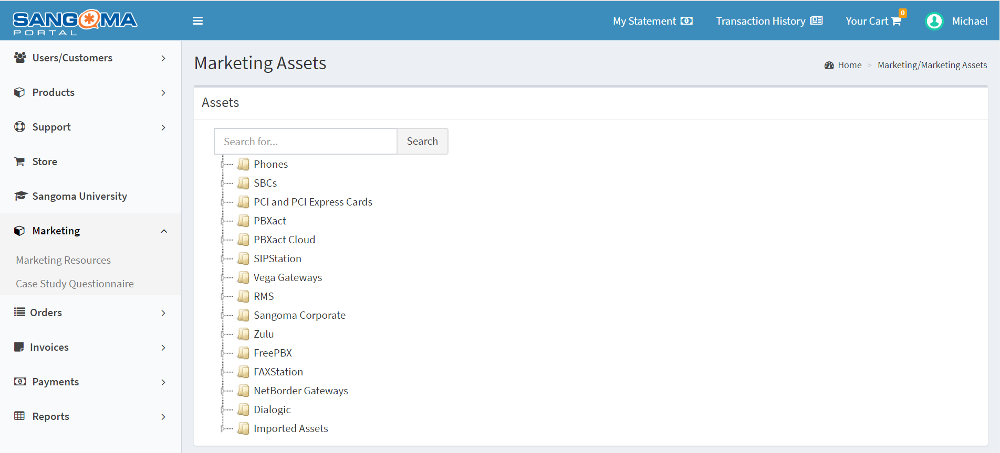 SANGOMA
PORTAL
My Statement
Transaction History
Your Cart
0
Michael
Users/Customers
Products
Support
Store
Sangoma University
Marketing
Marketing Resources
Case Study Questionnaire
Orders
Invoices
Payments
Reports
Marketing Assets
Home > Marketing/Marketing Assets
Assets
Search for...
Search
Phones
SBCs
PCI and PCI Express Cards
PBXact
PBXact Cloud
SIPStation
Vega Gateways
RMS
Sangoma Corporate
Zulu
FreePBX
FAXStation
NetBorder Gateways
Dialogic
Imported Assets